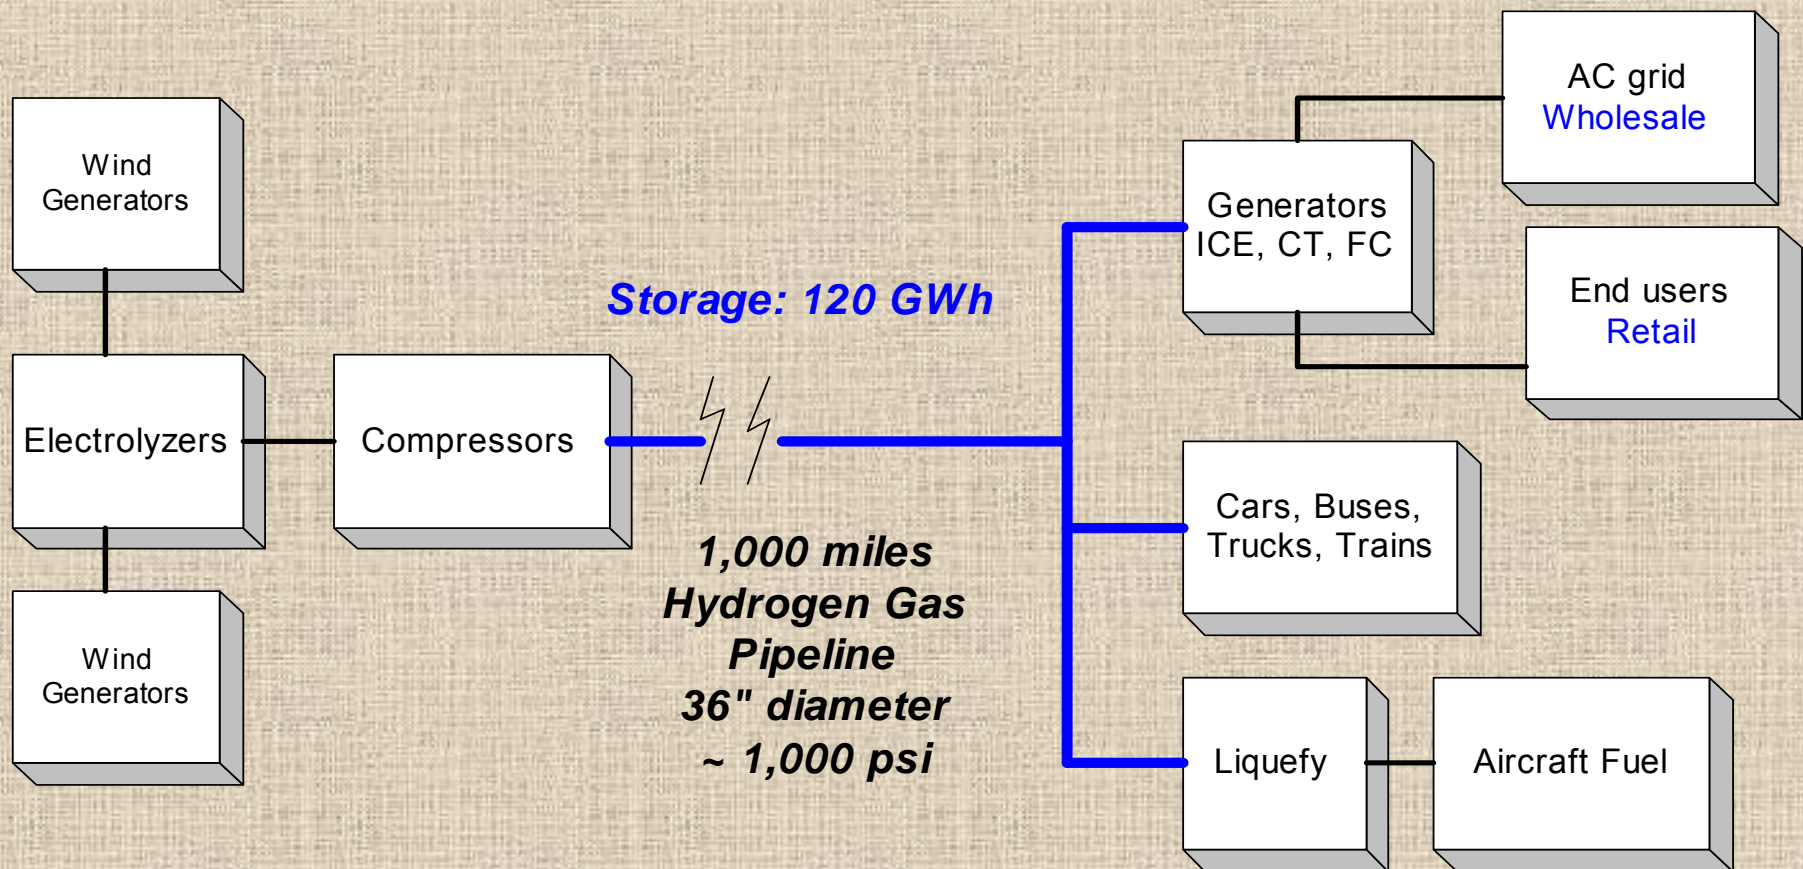 Wind
Generators
Electrolyzers
Wind
Generators
Compressors
Storage: 120 GWh
1,000 miles
Hydrogen Gas
Pipeline
36" diameter
~ 1,000 psi
Generators
ICE, CT, FC
AC grid
Wholesale
End users
Retail
Cars, Buses,
Trucks, Trains
Liquefy
Aircraft Fuel